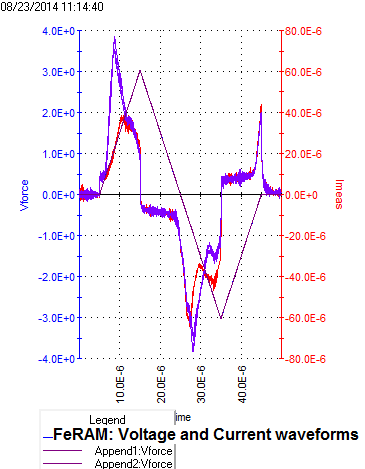 08/23/2014 11:14:40
4.0E+0
3.0E+0
2.0E+0
1.0E+0
0.0E+0
-1.0E+0
-2.0E+0
-3.0E+0
-4.0E+0
Vforce
80.0E-6
60.0E-6
40.0E-6
20.0E-6
0.0E+0
-20.0E-6
-40.0E-6
-60.0E-6
-80.0E-6
Imeas
10.0E-6
20.0E-6
30.0E-6
40.0E-6
Legend
ime
FeRAM: Voltage and Current waveforms
Append1:Vforce
Append2:Vforce